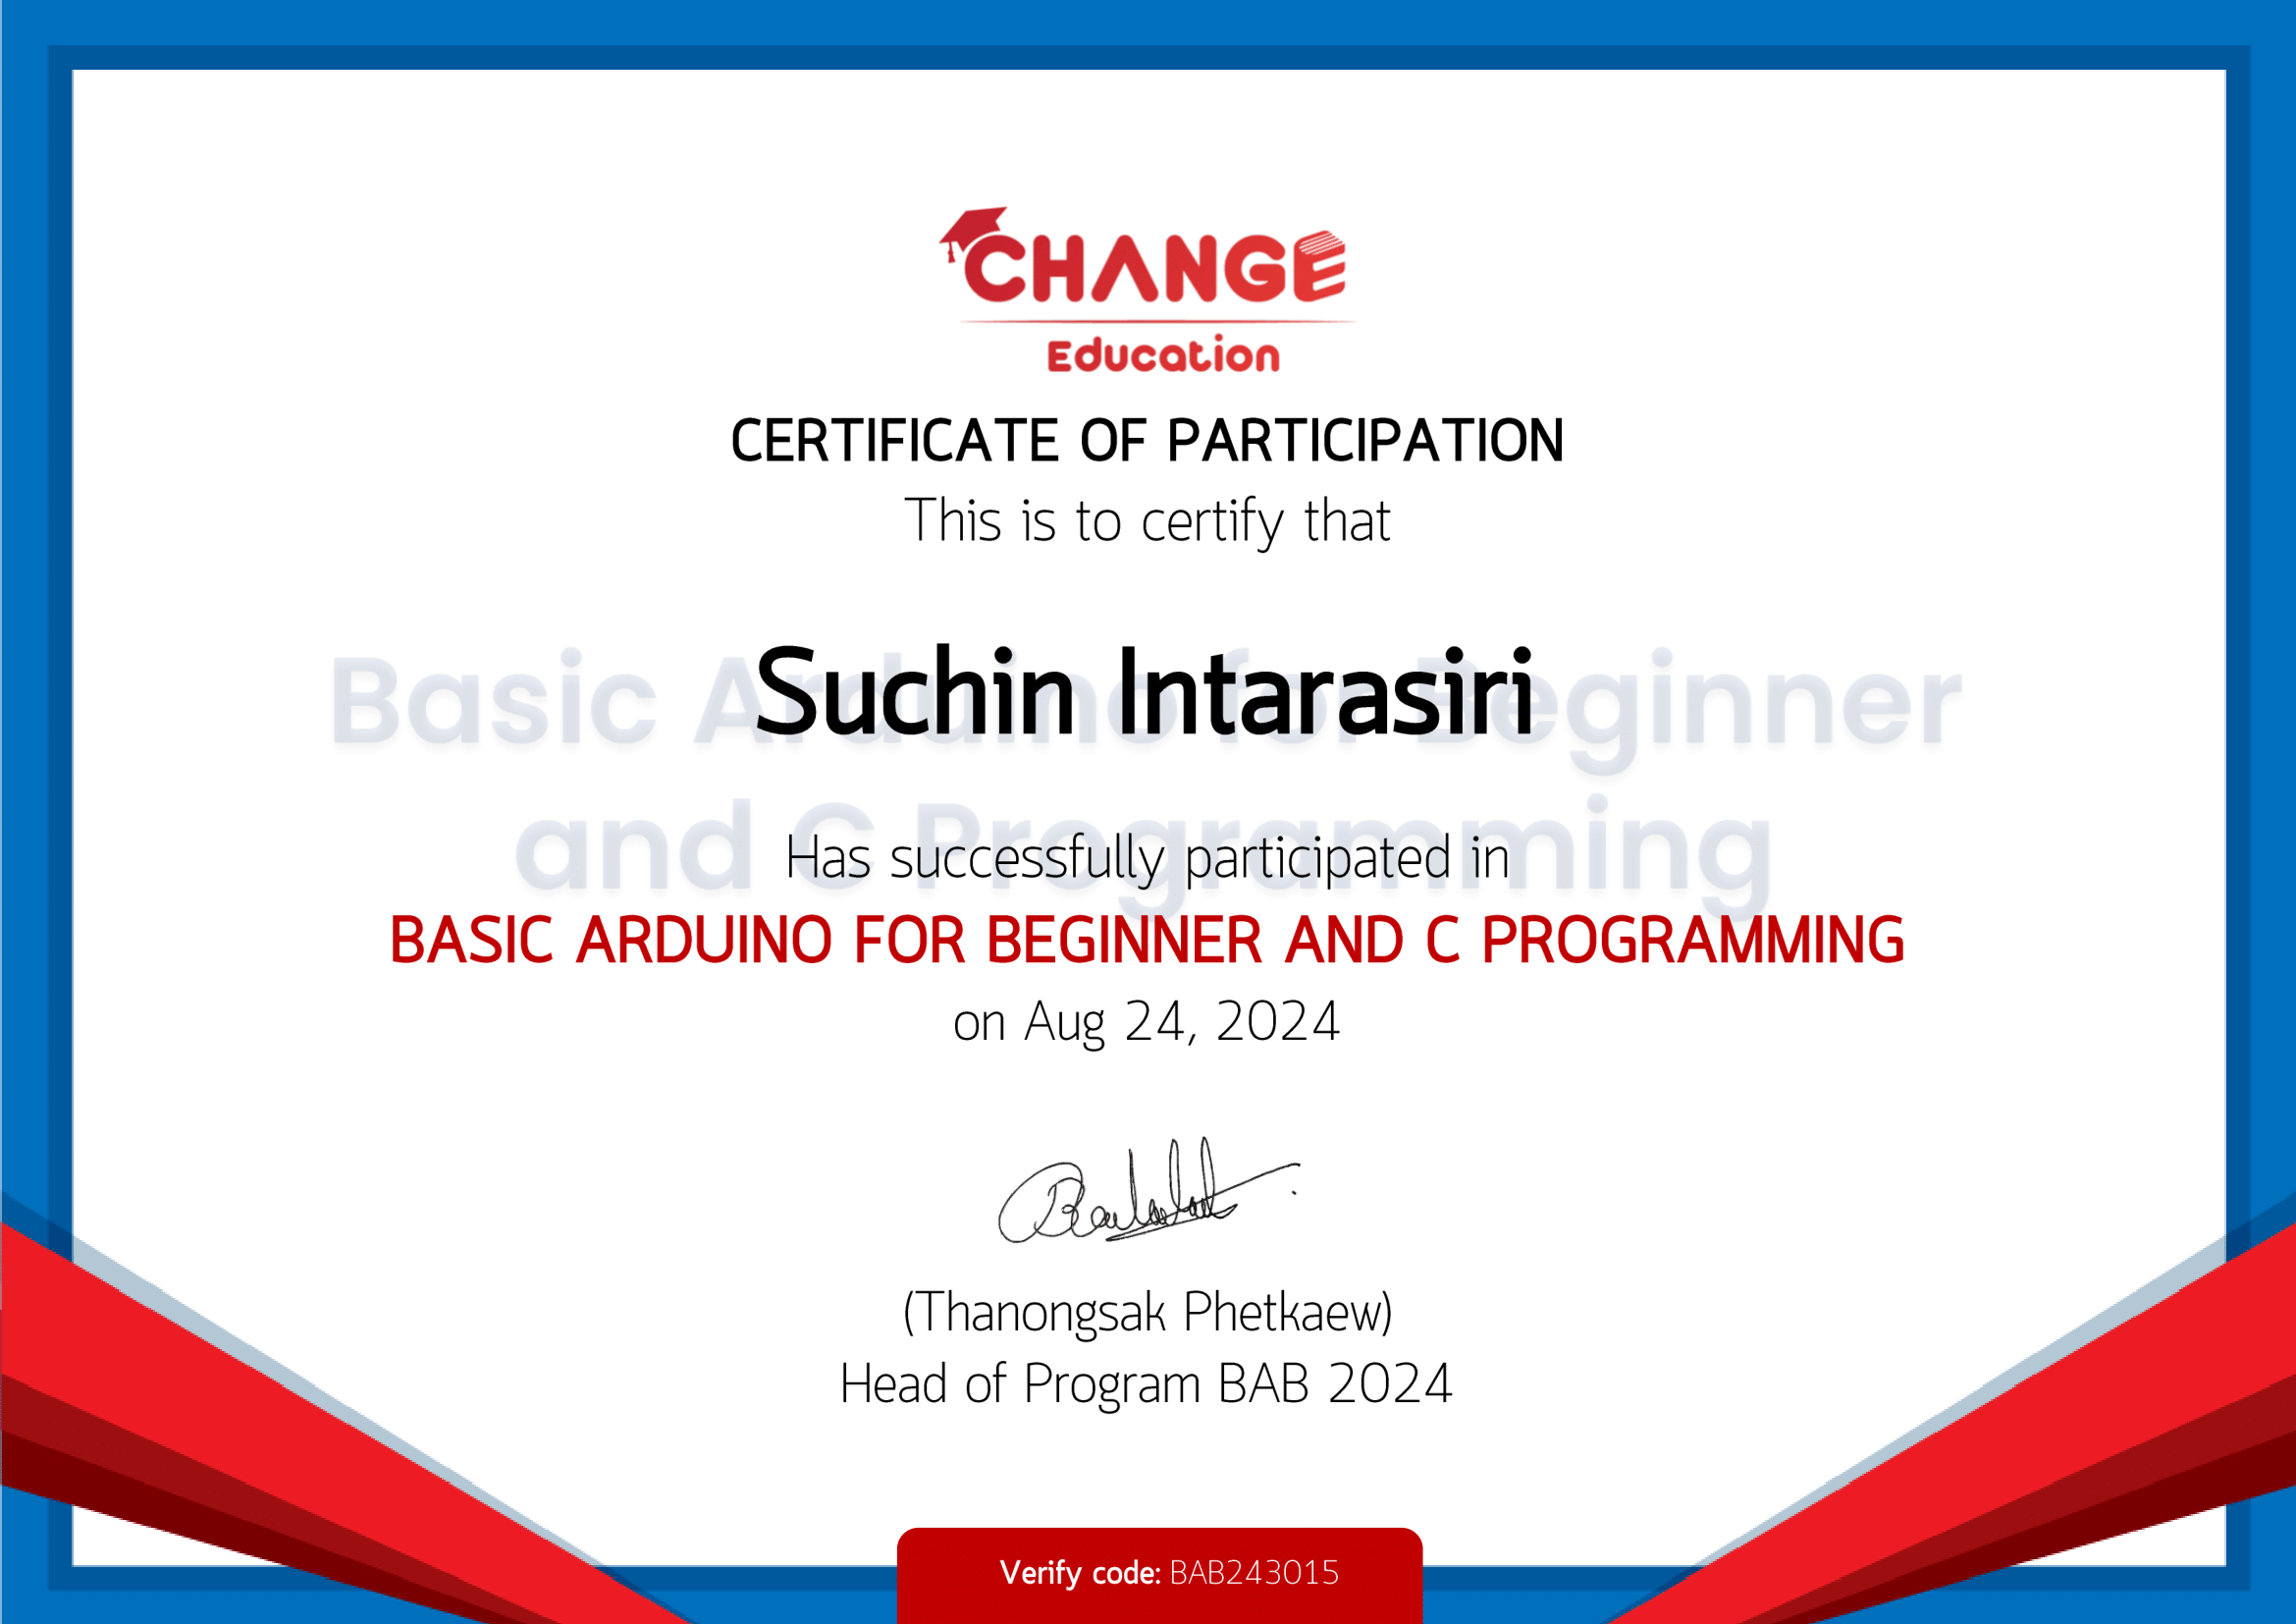 CHANGE
Education
CERTIFICATE OF PARTICIPATION
This is to certify that
Basic Arduino for Beginner
Suchin Intarasiri
and C Programming
Has successfully participated in
BASIC ARDUINO FOR BEGINNER AND C PROGRAMMING
on Aug 24, 2024
(Thanongsak Phetkaew)
Head of Program BAB 2024
Verify code: BAB243015